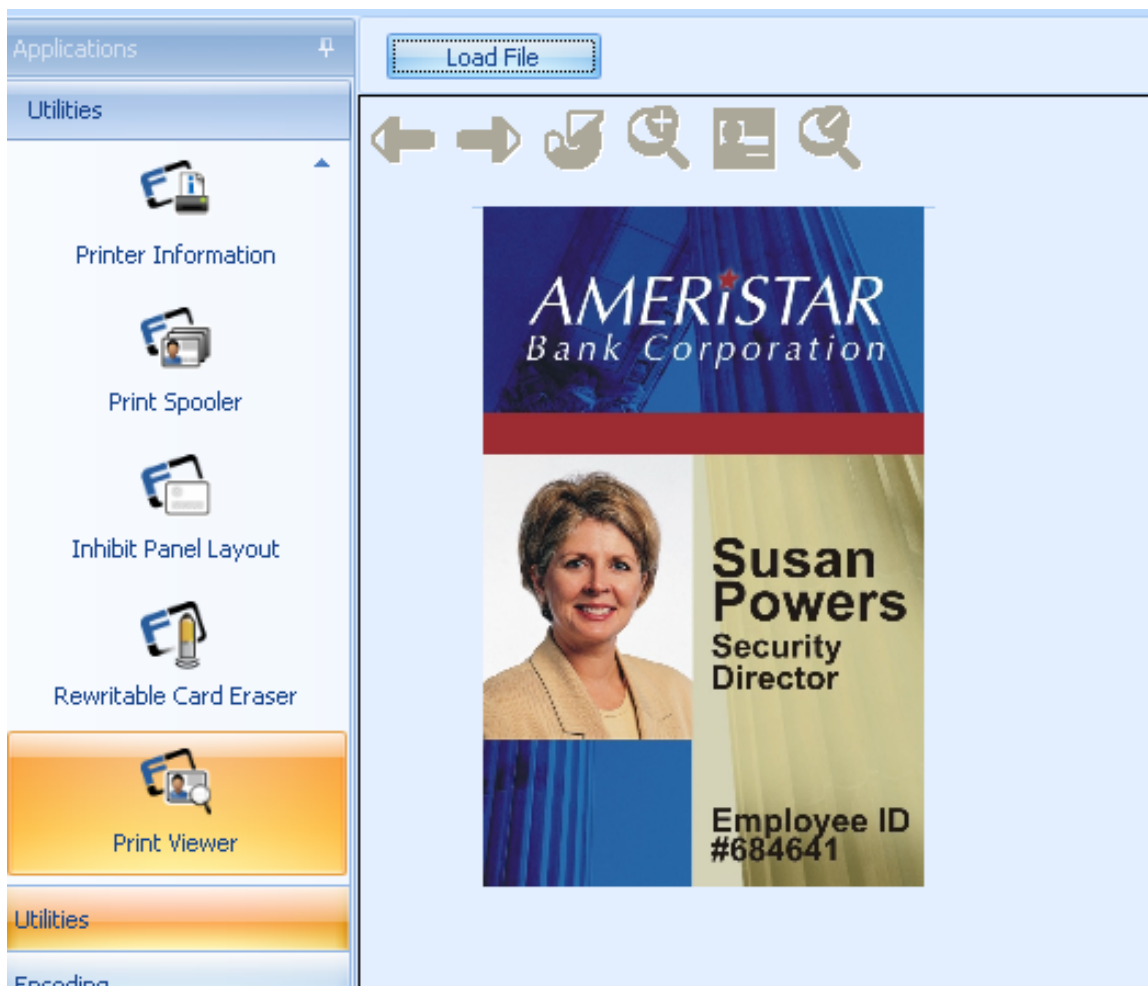 Applications
Utilities
Printer Information
Print Spooler
Inhibit Panel Layout
Rewritable Card Eraser
Print Viewer
Utilities
Encoding
Load File
AMERiSTAR
Bank Corporation
Susan
Powers
Security
Director
Employee ID
#684641